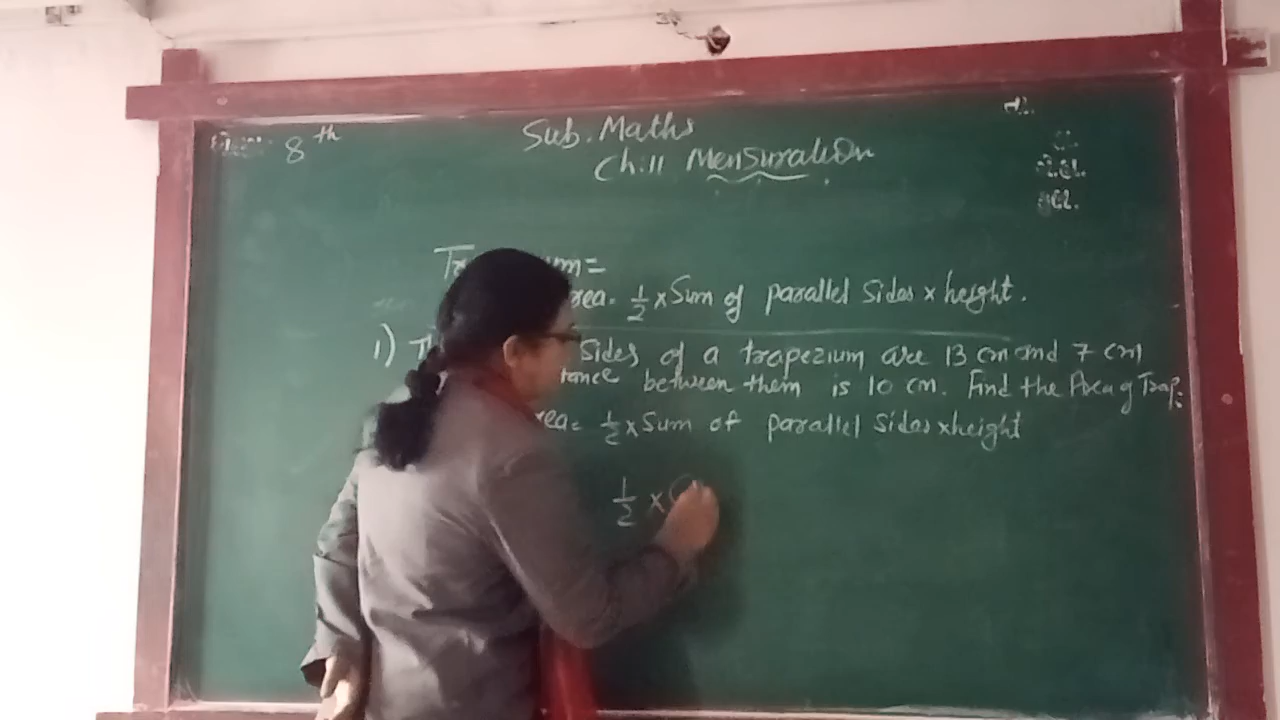 8th
Sub. Maths
Ch.11 Mensuration
= 
rea = 1/2 × Sum of parallel Sides × height.
1) Sides of a trapezium are 13 cm and 7 cm
tance between them is 10 cm. Find the Area of Trap:
rea = 1/2 × Sum of parallel Sides × height
1/2 × (